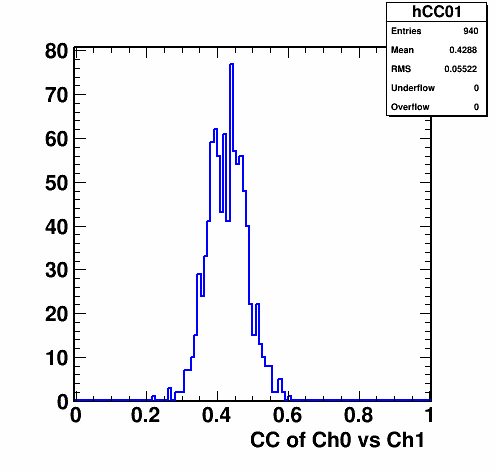 hCC01
Entries 940
Mean 0.4288
RMS 0.05522
Underflow 0
Overflow 0
80
70
60
50
40
30
20
10
0
0 0.2 0.4 0.6 0.8 1
CC of Ch0 vs Ch1